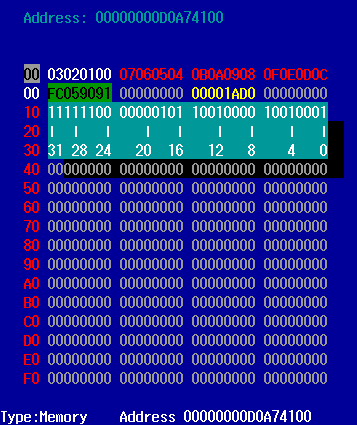 Address: 00000000D0A74100
00 03020100 07060504 0B0A0908 0F0E0D0C
00 FC059091 00000000 00001AD0 00000000
10 11111100 00000101 10010000 10010001
20 | | | | | | | |
30 31 28 24 20 16 12 8 4 0
40 00000000 00000000 00000000 00000000
50 00000000 00000000 00000000 00000000
60 00000000 00000000 00000000 00000000
70 00000000 00000000 00000000 00000000
80 00000000 00000000 00000000 00000000
90 00000000 00000000 00000000 00000000
A0 00000000 00000000 00000000 00000000
B0 00000000 00000000 00000000 00000000
C0 00000000 00000000 00000000 00000000
D0 00000000 00000000 00000000 00000000
E0 00000000 00000000 00000000 00000000
F0 00000000 00000000 00000000 00000000
Type:Memory Address 00000000D0A74100